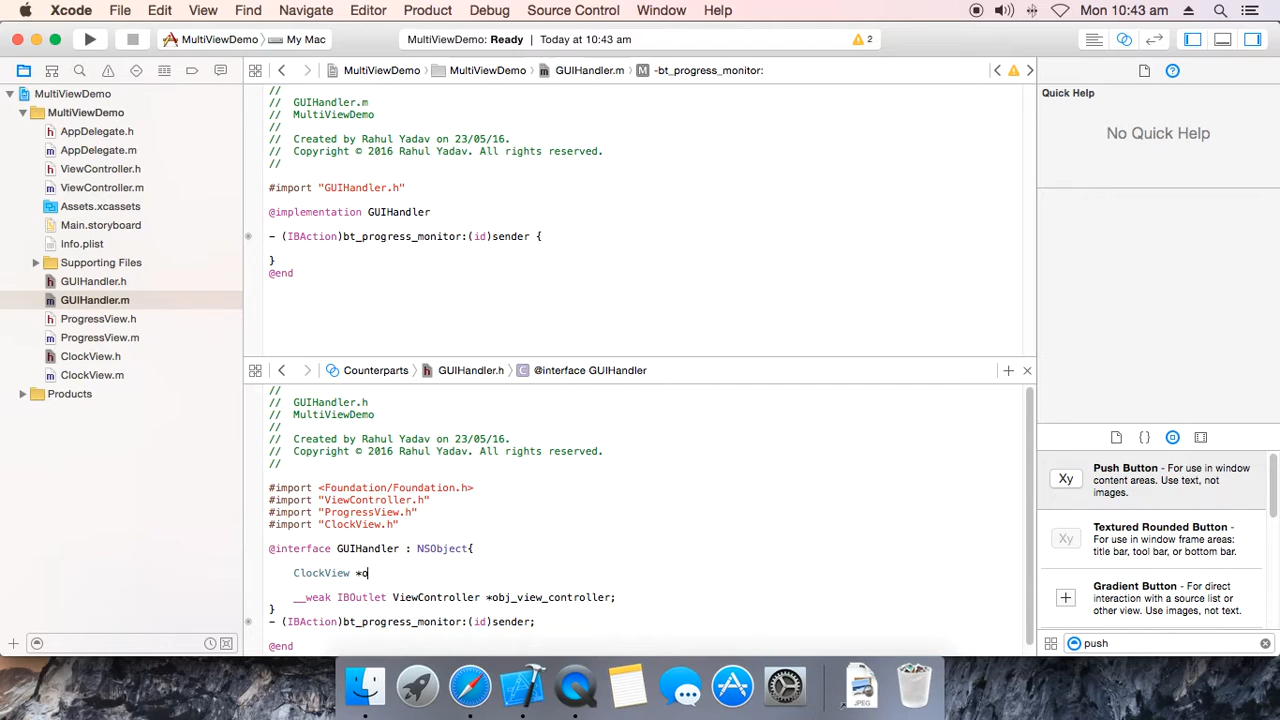 Xcode File Edit View Find Navigate Editor Product Debug Source Control Window Help Mon 10:43 am
MultiViewDemo My Mac MultiViewDemo: Ready Today at 10:43 am 2
MultiViewDemo MultiViewDemo GUIHandler.m M -bt_progress_monitor:
MultiViewDemo
MultiViewDemo
AppDelegate.h
AppDelegate.m
ViewController.h
ViewController.m
Assets.xcassets
Main.storyboard
Info.plist
Supporting Files
GUIHandler.h
GUIHandler.m
ProgressView.h
ProgressView.m
ClockView.h
ClockView.m
Products
//
// GUIHandler.m
// MultiViewDemo
//
// Created by Rahul Yadav on 23/05/16.
// Copyright © 2016 Rahul Yadav. All rights reserved.
//
#import "GUIHandler.h"
@implementation GUIHandler
- (IBAction)bt_progress_monitor:(id)sender {
}
@end
Counterparts GUIHandler.h C @interface GUIHandler
//
// GUIHandler.h
// MultiViewDemo
//
// Created by Rahul Yadav on 23/05/16.
// Copyright © 2016 Rahul Yadav. All rights reserved.
//
#import <Foundation/Foundation.h>
#import "ViewController.h"
#import "ProgressView.h"
#import "ClockView.h"
@interface GUIHandler : NSObject{
ClockView *o
__weak IBOutlet ViewController *obj_view_controller;
}
- (IBAction)bt_progress_monitor:(id)sender;
@end
Quick Help
No Quick Help
Xy
Push Button - For use in window
content areas. Use text, not
images.
Xy
Textured Rounded Button -
For use in window frame areas:
title bar, tool bar, or bottom bar.
Gradient Button - For direct
interaction with a source list or
other view. Use images, not text.
push
JPEG